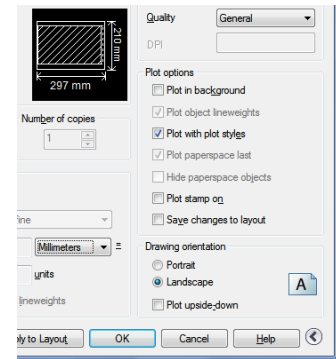 Quality General
DPI
210 mm
297 mm
Plot options
Plot in background
Plot object lineweights
Plot with plot styles
Plot paperspace last
Hide paperspace objects
Plot stamp on
Save changes to layout
Number of copies
1
Millimeters =
units
lineweights
Drawing orientation
Portrait
Landscape
A
Plot upside-down
to Layout OK Cancel Help